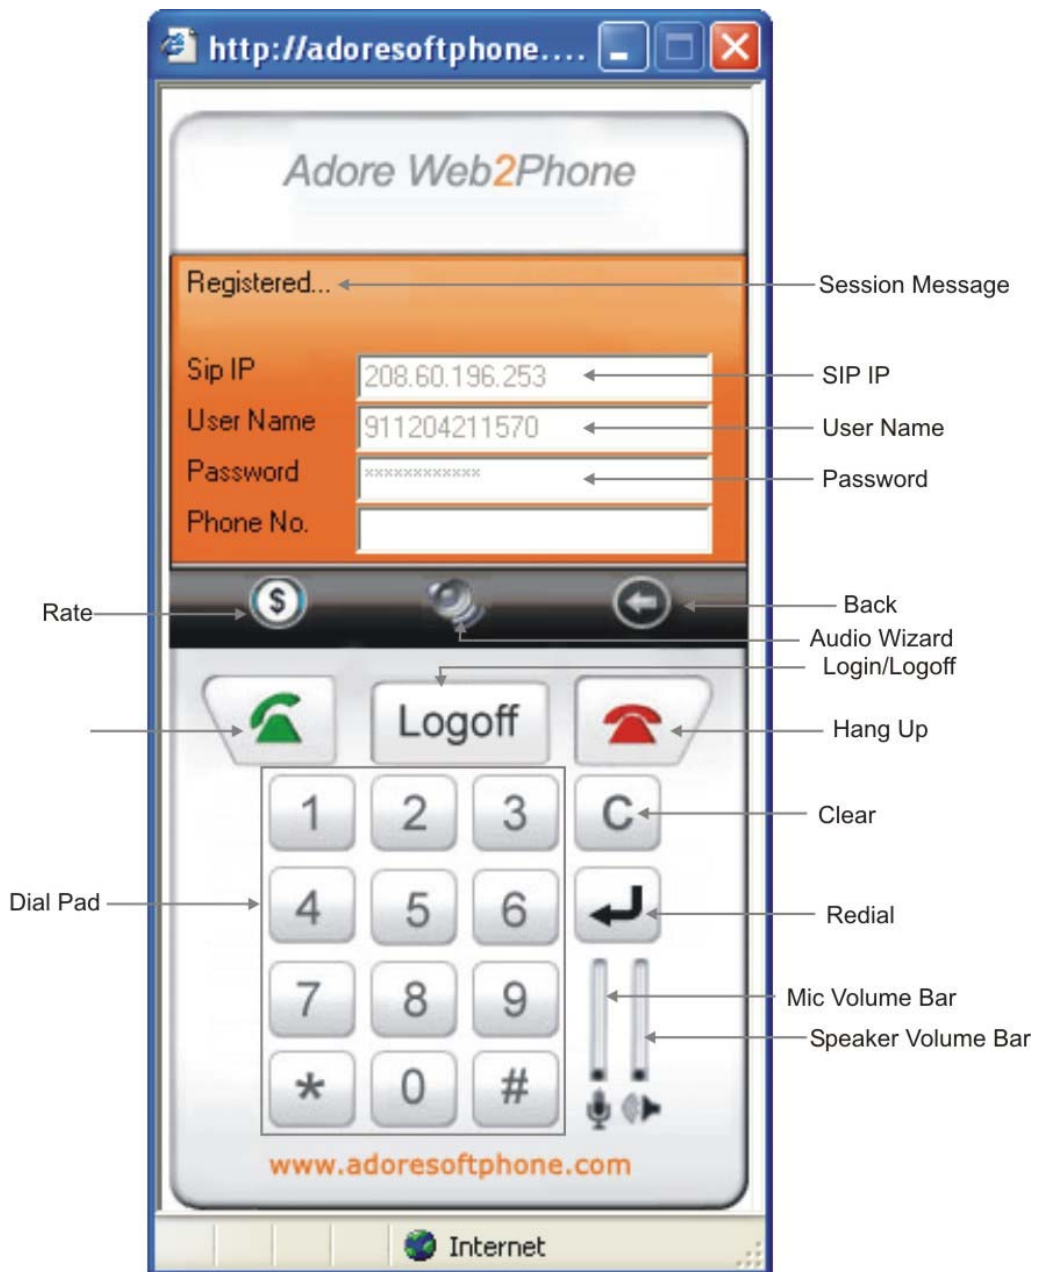 http://adoresoftphone....
Adore Web2Phone
Registered...
Session Message
Sip IP
208.60.196.253
SIP IP
User Name
911204211570
User Name
Password
************
Password
Phone No.
$
Rate
Back
Audio Wizard
Login/Logoff
Logoff
Hang Up
1 2 3 C
Clear
Dial Pad
4 5 6
Redial
7 8 9
Mic Volume Bar
Speaker Volume Bar
* 0 #
www.adoresoftphone.com
Internet